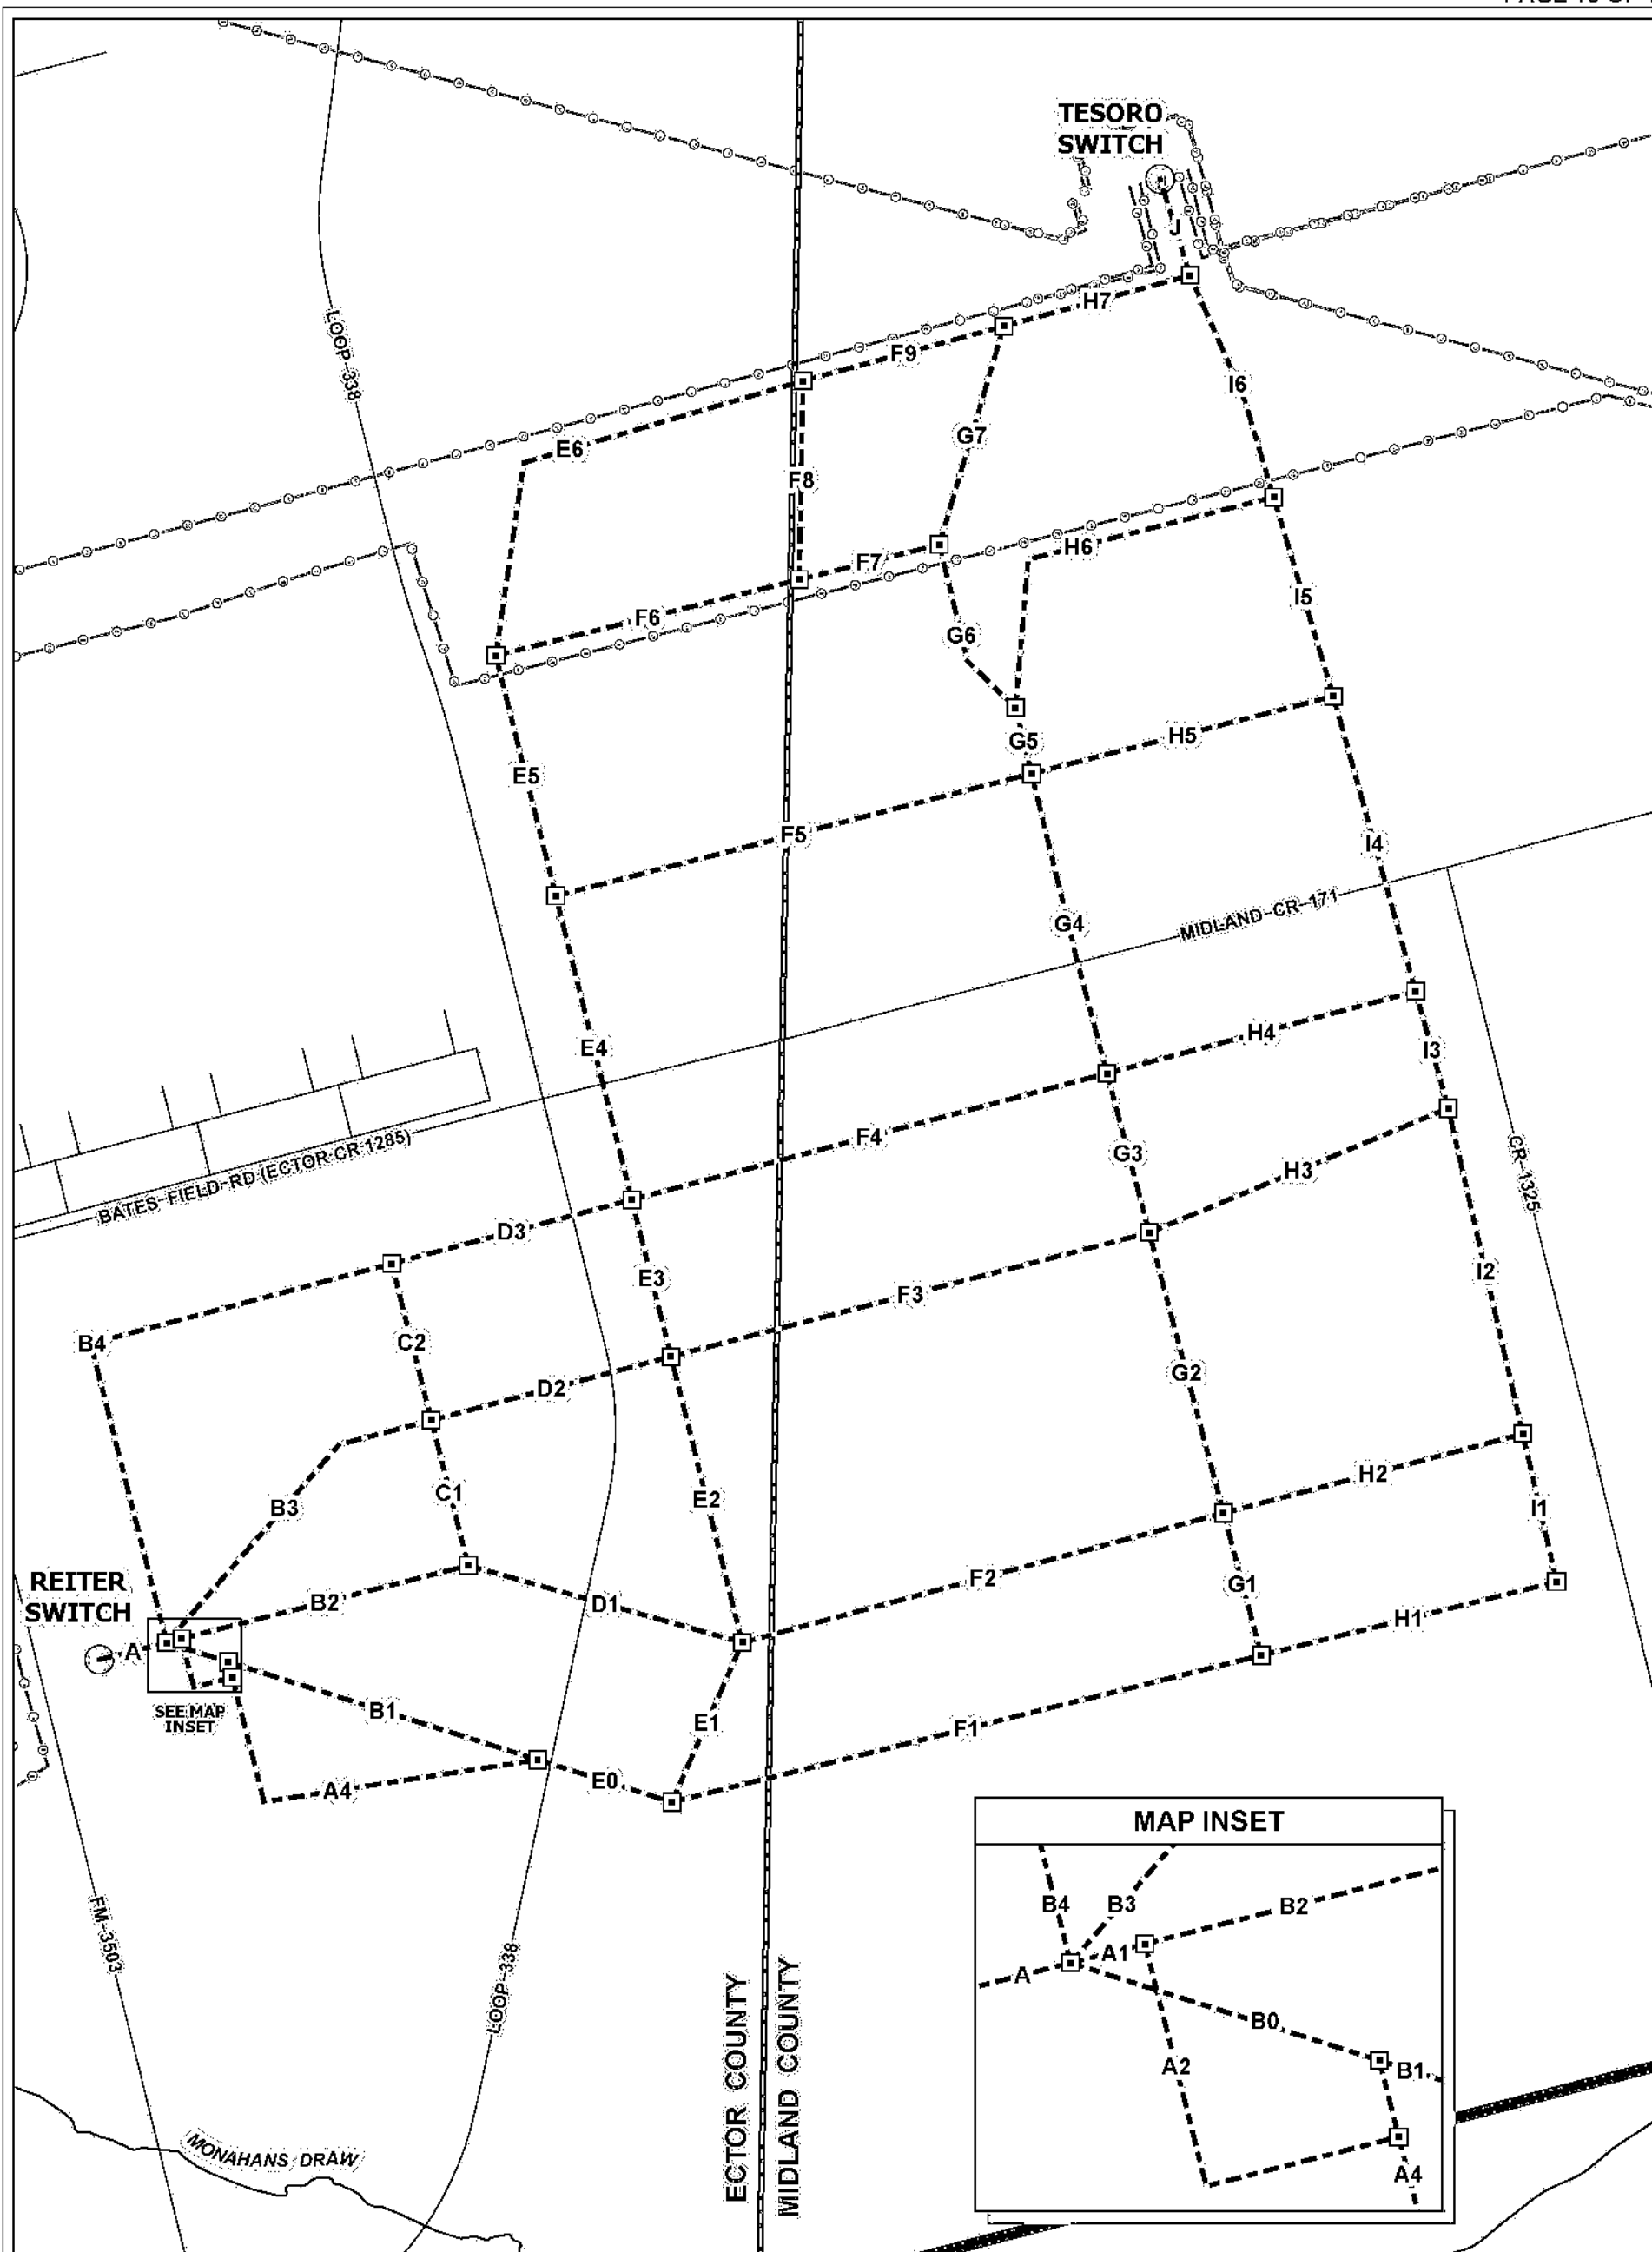 TESORO
SWITCH
J
H7
F9
LOOP 338
I6
G7
E6
F8
H6
F7
I5
F6
G6
H5
G5
E5
F5
I4
MIDLAND CR 171
G4
H4
E4
I3
F4
BATES FIELD RD (ECTOR CR 1285)
G3
H3
CR 1325
D3
E3
I2
F3
B4
C2
G2
D2
H2
C1
E2
B3
I1
REITER
SWITCH
F2
G1
B2
D1
H1
A
SEE MAP
INSET
B1
E1
F1
E0
A4
MAP INSET
B4
B3
B2
A1
A
B0
A2
B1
A4
FM 3503
LOOP 338
ECTOR COUNTY
MIDLAND COUNTY
MONAHANS DRAW